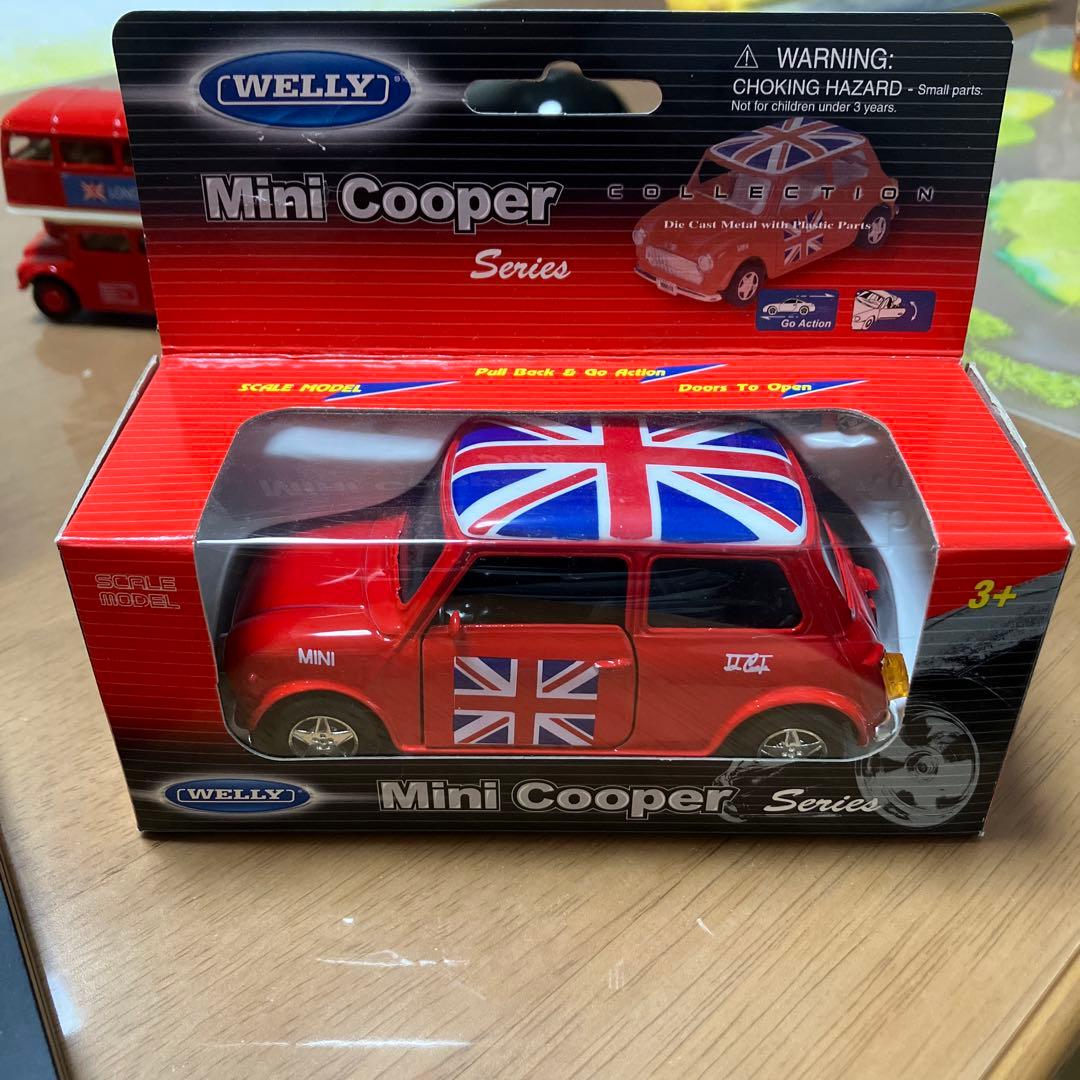 WELLY®
WARNING:
CHOKING HAZARD - Small parts.
Not for children under 3 years.
Mini Cooper
COLLECTION
Die Cast Metal with Plastic Parts
Series
Go Action
SCALE MODEL
Pull Back & Go Action
Doors To Open
SCALE
MODEL
3+
MINI
WELLY
Mini Cooper Series